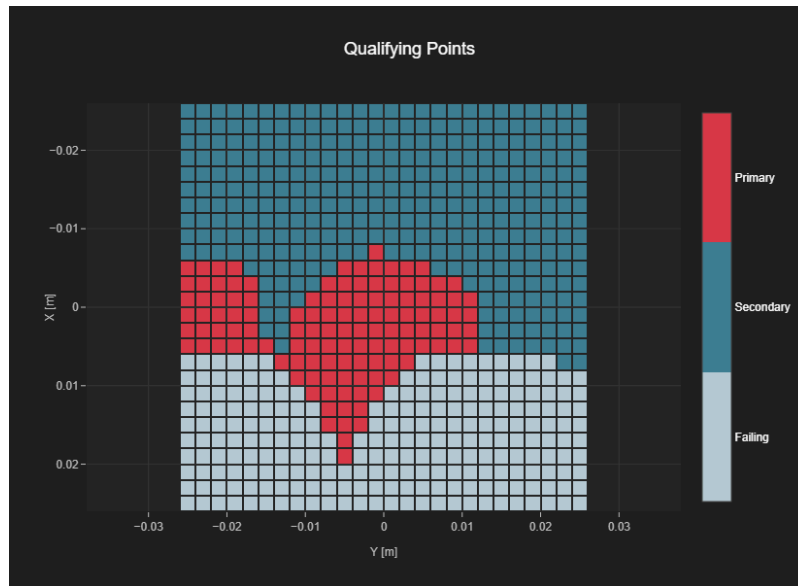 Qualifying Points
−0.02
−0.01
0
0.01
0.02
X [m]
−0.03
−0.02
−0.01
0
0.01
0.02
0.03
Y [m]
Primary
Secondary
Failing